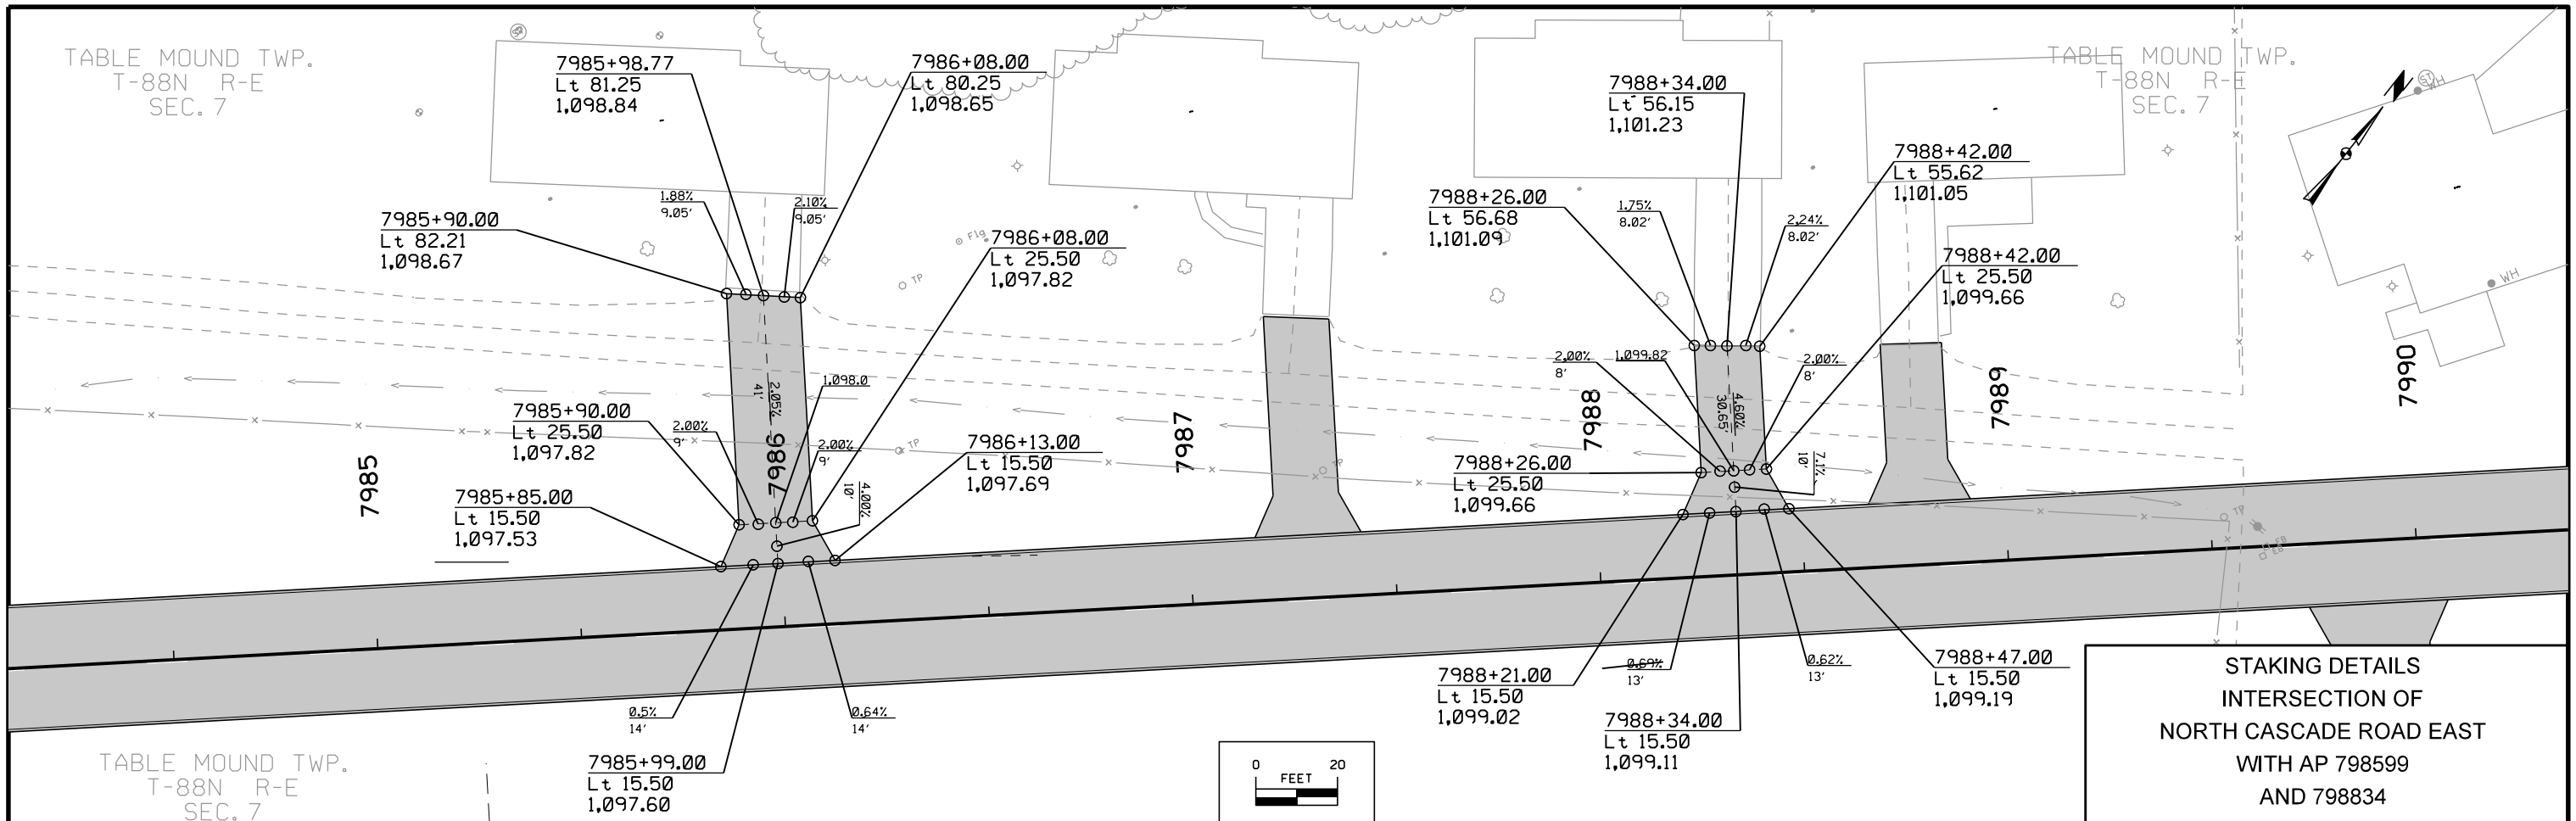 TABLE MOUND TWP.
T-88N R-E
SEC. 7
7985+98.77
Lt 81.25
1,098.84
7986+08.00
Lt 80.25
1,098.65
7988+34.00
Lt 56.15
1,101.23
TABLE MOUND TWP.
T-88N R-E
SEC. 7
ST
WH
7985+90.00
Lt 82.21
1,098.67
1.88%
9.05'
2.10%
9.05'
Flg
TP
7986+08.00
Lt 25.50
1,097.82
7988+26.00
Lt 56.68
1,101.09
1.75%
8.02'
2.24%
8.02'
7988+42.00
Lt 55.62
1,101.05
7988+42.00
Lt 25.50
1,099.66
WH
2.05%
41'
1,098.0
7985+90.00
Lt 25.50
1,097.82
2.00%
9'
2.00%
9'
TP
7985+85.00
Lt 15.50
1,097.53
4.00%
10'
7986+13.00
Lt 15.50
1,097.69
7985
7986
7987
7988
7989
7990
TP
2.00%
8'
1,099.82
2.00%
8'
4.60%
30.65'
7.1%
10'
7988+26.00
Lt 25.50
1,099.66
TP
EB
EB
0.5%
14'
0.64%
14'
7985+99.00
Lt 15.50
1,097.60
7988+21.00
Lt 15.50
1,099.02
0.69%
13'
7988+34.00
Lt 15.50
1,099.11
0.62%
13'
7988+47.00
Lt 15.50
1,099.19
TABLE MOUND TWP.
T-88N R-E
SEC. 7
0 20
FEET
STAKING DETAILS
INTERSECTION OF
NORTH CASCADE ROAD EAST
WITH AP 798599
AND 798834